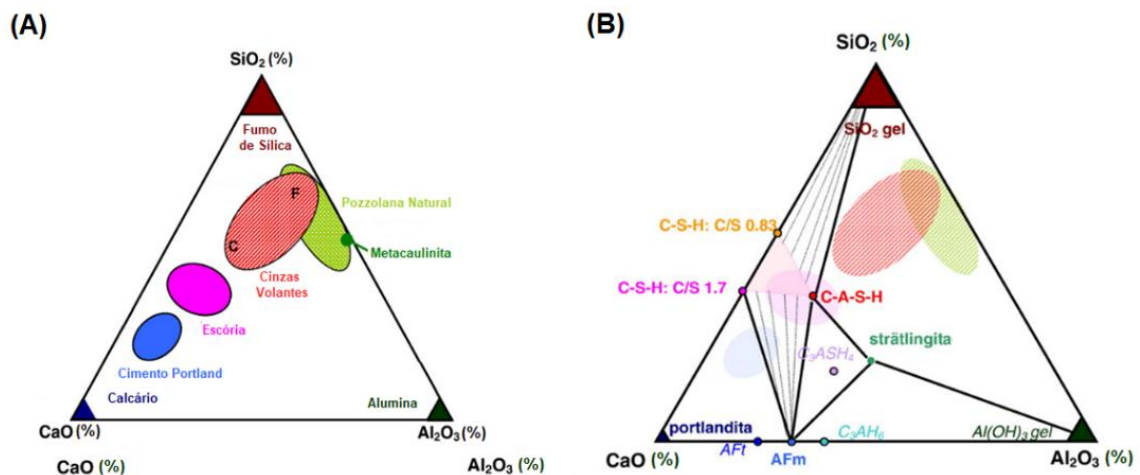 (A)
SiO₂ (%)
Fumo
de Sílica
F
Pozzolana Natural
C
Metacaulinita
Cinzas
Volantes
Escória
Cimento Portland
Calcário
Alumina
CaO (%)
Al₂O₃ (%)
CaO (%)
Al₂O₃ (%)
(B)
SiO₂ (%)
SiO₂ gel
C-S-H: C/S 0.83
C-S-H: C/S 1.7
C-A-S-H
C₃ASH₄
strätlingita
portlandita
AFt
AFm
C₃AH₆
Al(OH)₃ gel
CaO (%)
Al₂O₃ (%)